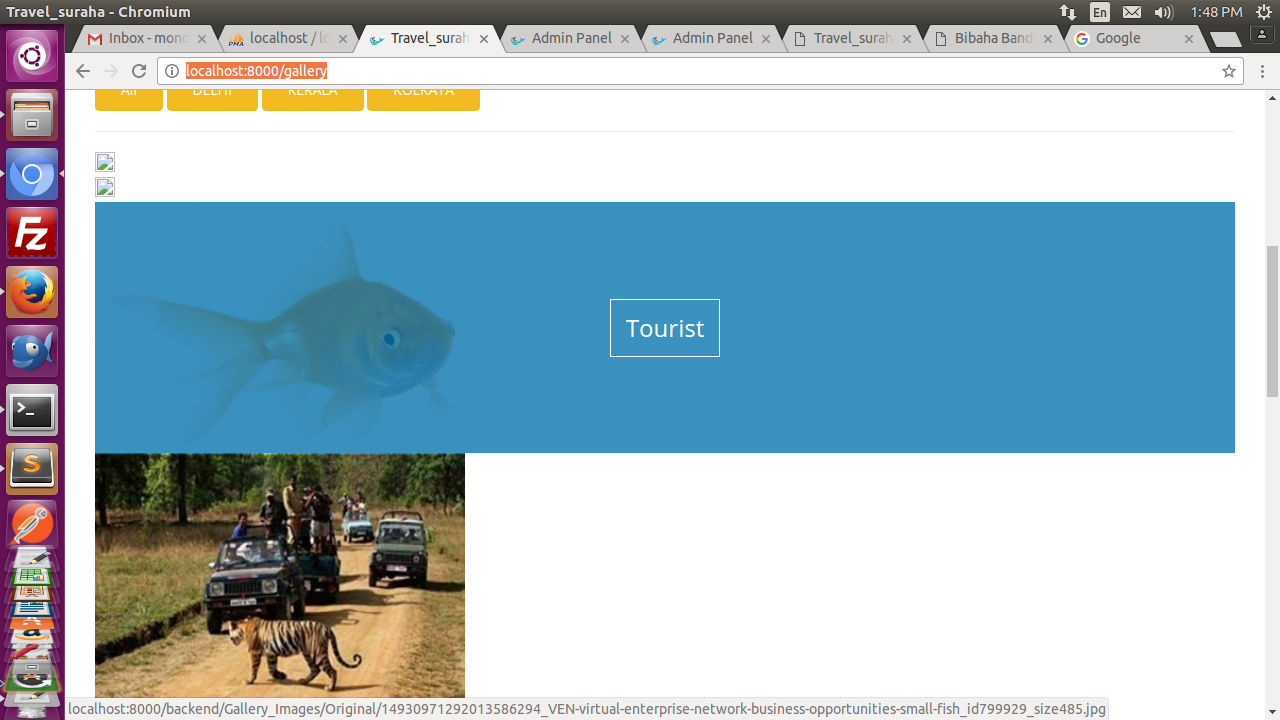 Travel_suraha - Chromium
En
1:48 PM
Inbox - mono
localhost / lo
Travel_surah
Admin Panel
Admin Panel
Travel_surah
Bibaha Band
Google
localhost:8000/gallery
All
DELHI
KERALA
KOLKATA
Tourist
localhost:8000/backend/Gallery_Images/Original/14930971292013586294_VEN-virtual-enterprise-network-business-opportunities-small-fish_id799929_size485.jpg